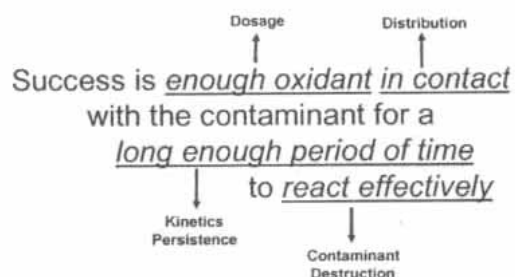 Dosage Distribution
Success is enough oxidant in contact
with the contaminant for a
long enough period of time
to react effectively
Kinetics
Persistence
Contaminant
Destruction